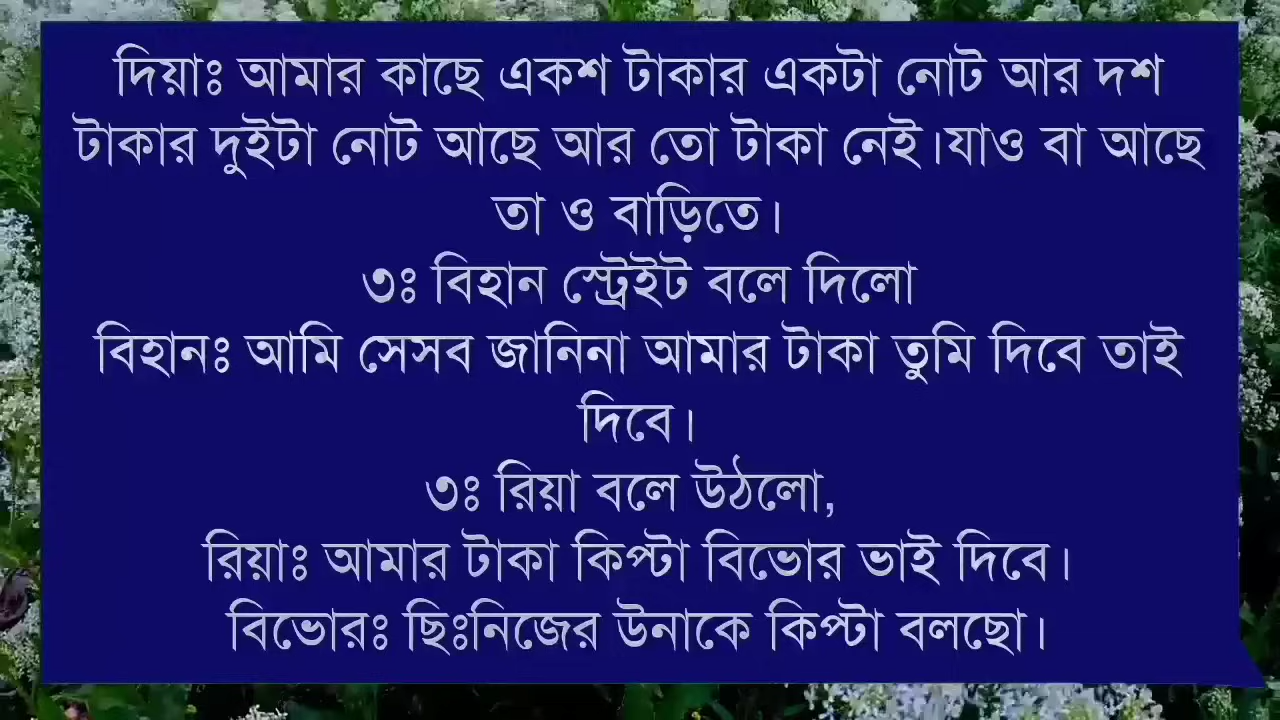 দিয়াঃ আমার কাছে একশ টাকার একটা নোট আর দশ
টাকার দুইটা নোট আছে আর তো টাকা নেই।যাও বা আছে
তা ও বাড়িতে।
৩ঃ বিহান স্ট্রেইট বলে দিলো
বিহানঃ আমি সেসব জানিনা আমার টাকা তুমি দিবে তাই
দিবে।
৩ঃ রিয়া বলে উঠলো,
রিয়াঃ আমার টাকা কিপ্টা বিভোর ভাই দিবে।
বিভোরঃ ছিঃনিজের উনাকে কিপ্টা বলছো।